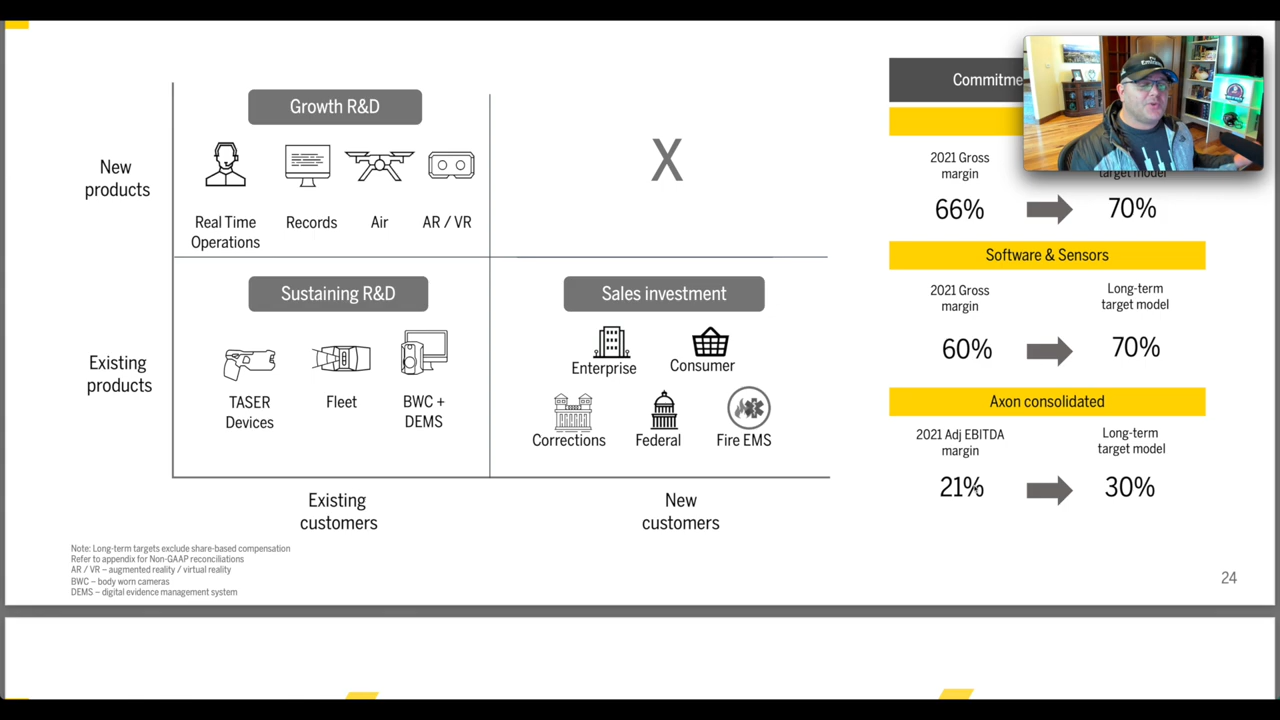 Growth R&D
New
products
X
Real Time
Operations
Records
Air
AR / VR
Existing
products
Sustaining R&D
Sales investment
TASER
Devices
Fleet
BWC +
DEMS
Enterprise
Consumer
Corrections
Federal
Fire EMS
Existing
customers
New
customers
Note: Long-term targets exclude share-based compensation
Refer to appendix for Non-GAAP reconciliations
AR / VR – augmented reality / virtual reality
BWC – body worn cameras
DEMS – digital evidence management system
2021 Gross
margin
target model
66%
70%
Software & Sensors
2021 Gross
margin
Long-term
target model
60%
70%
Axon consolidated
2021 Adj EBITDA
margin
Long-term
target model
21%
30%
24